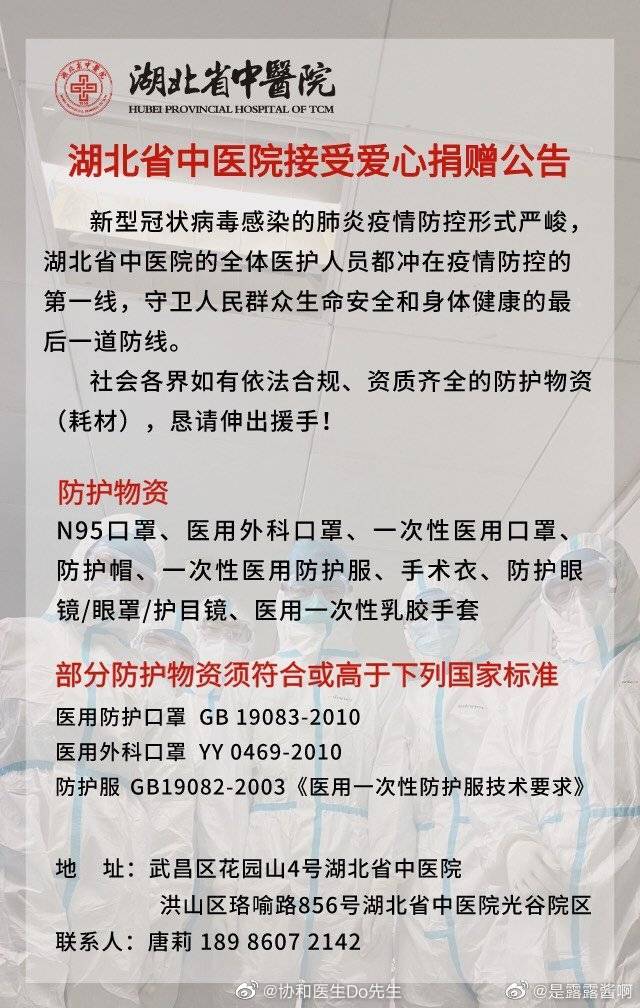 湖北省中醫院
HUBEI PROVINCIAL HOSPITAL OF TCM
湖北省中医院接受爱心捐赠公告
新型冠状病毒感染的肺炎疫情防控形式严峻，
湖北省中医院的全体医护人员都冲在疫情防控的
第一线，守卫人民群众生命安全和身体健康的最
后一道防线。
社会各界如有依法合规、资质齐全的防护物资
（耗材），恳请伸出援手！
防护物资
N95口罩、医用外科口罩、一次性医用口罩、
防护帽、一次性医用防护服、手术衣、防护眼
镜/眼罩/护目镜、医用一次性乳胶手套
部分防护物资须符合或高于下列国家标准
医用防护口罩 GB 19083-2010
医用外科口罩 YY 0469-2010
防护服 GB19082-2003《医用一次性防护服技术要求》
地 址：武昌区花园山4号湖北省中医院
洪山区珞喻路856号湖北省中医院光谷院区
联系人：唐莉 189 8607 2142
@协和医生Do先生
@是露露酱啊